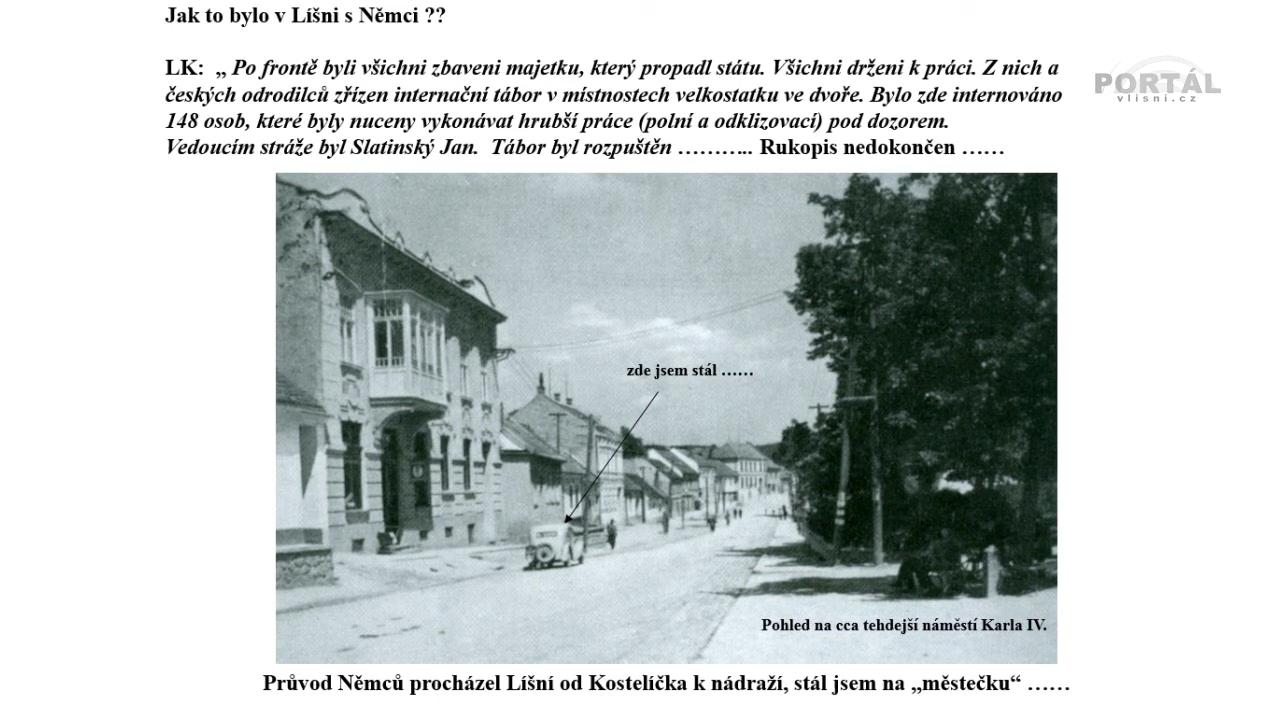 Jak to bylo v Líšni s Němci ??
LK: „ Po frontě byli všichni zbaveni majetku, který propadl státu. Všichni drženi k práci. Z nich a
českých odrodilců zřízen internační tábor v místnostech velkostatku ve dvoře. Bylo zde internováno
148 osob, které byly nuceny vykonávat hrubší práce (polní a odklizovací) pod dozorem.
Vedoucím stráže byl Slatinský Jan. Tábor byl rozpuštěn ……….. Rukopis nedokončen ……
PORTÁL
vlisni.cz
zde jsem stál ……
Pohled na cca tehdejší náměstí Karla IV.
Průvod Němců procházel Líšní od Kostelíčka k nádraží, stál jsem na „městečku“ ……